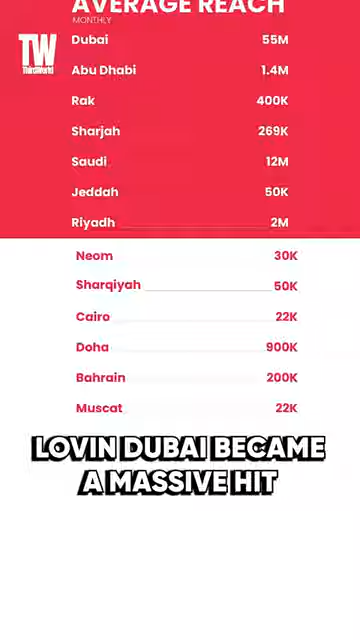 AVERAGE REACH
MONTHLY
TW
ThirdWorld
Dubai 55M
Abu Dhabi 1.4M
Rak 400K
Sharjah 269K
Saudi 12M
Jeddah 50K
Riyadh 2M
Neom 30K
Sharqiyah 50K
Cairo 22K
Doha 900K
Bahrain 200K
Muscat 22K
LOVIN DUBAI BECAME
A MASSIVE HIT